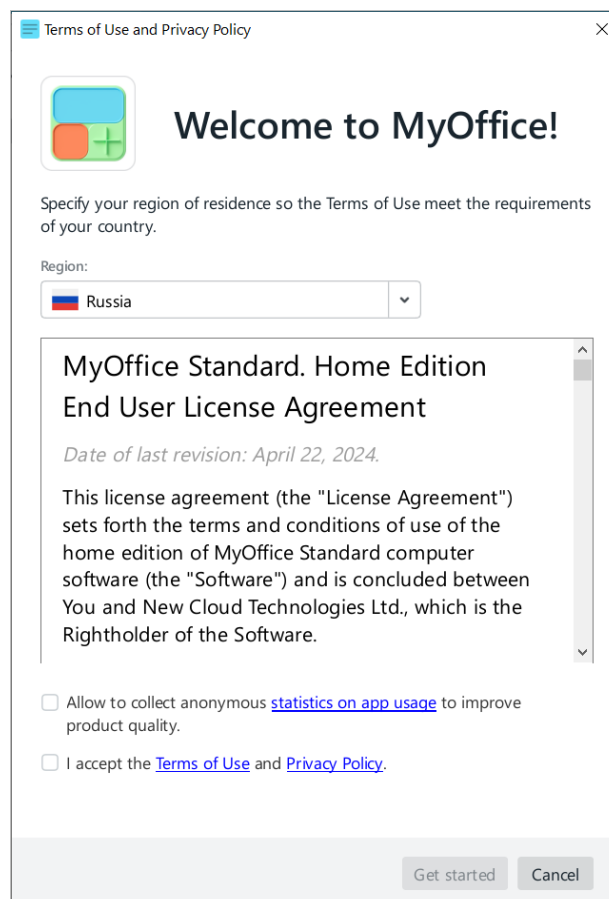 Terms of Use and Privacy Policy
Welcome to MyOffice!
Specify your region of residence so the Terms of Use meet the requirements
of your country.
Region:
Russia
MyOffice Standard. Home Edition
End User License Agreement
Date of last revision: April 22, 2024.
This license agreement (the "License Agreement")
sets forth the terms and conditions of use of the
home edition of MyOffice Standard computer
software (the "Software") and is concluded between
You and New Cloud Technologies Ltd., which is the
Rightholder of the Software.
Allow to collect anonymous statistics on app usage to improve
product quality.
I accept the Terms of Use and Privacy Policy.
Get started Cancel